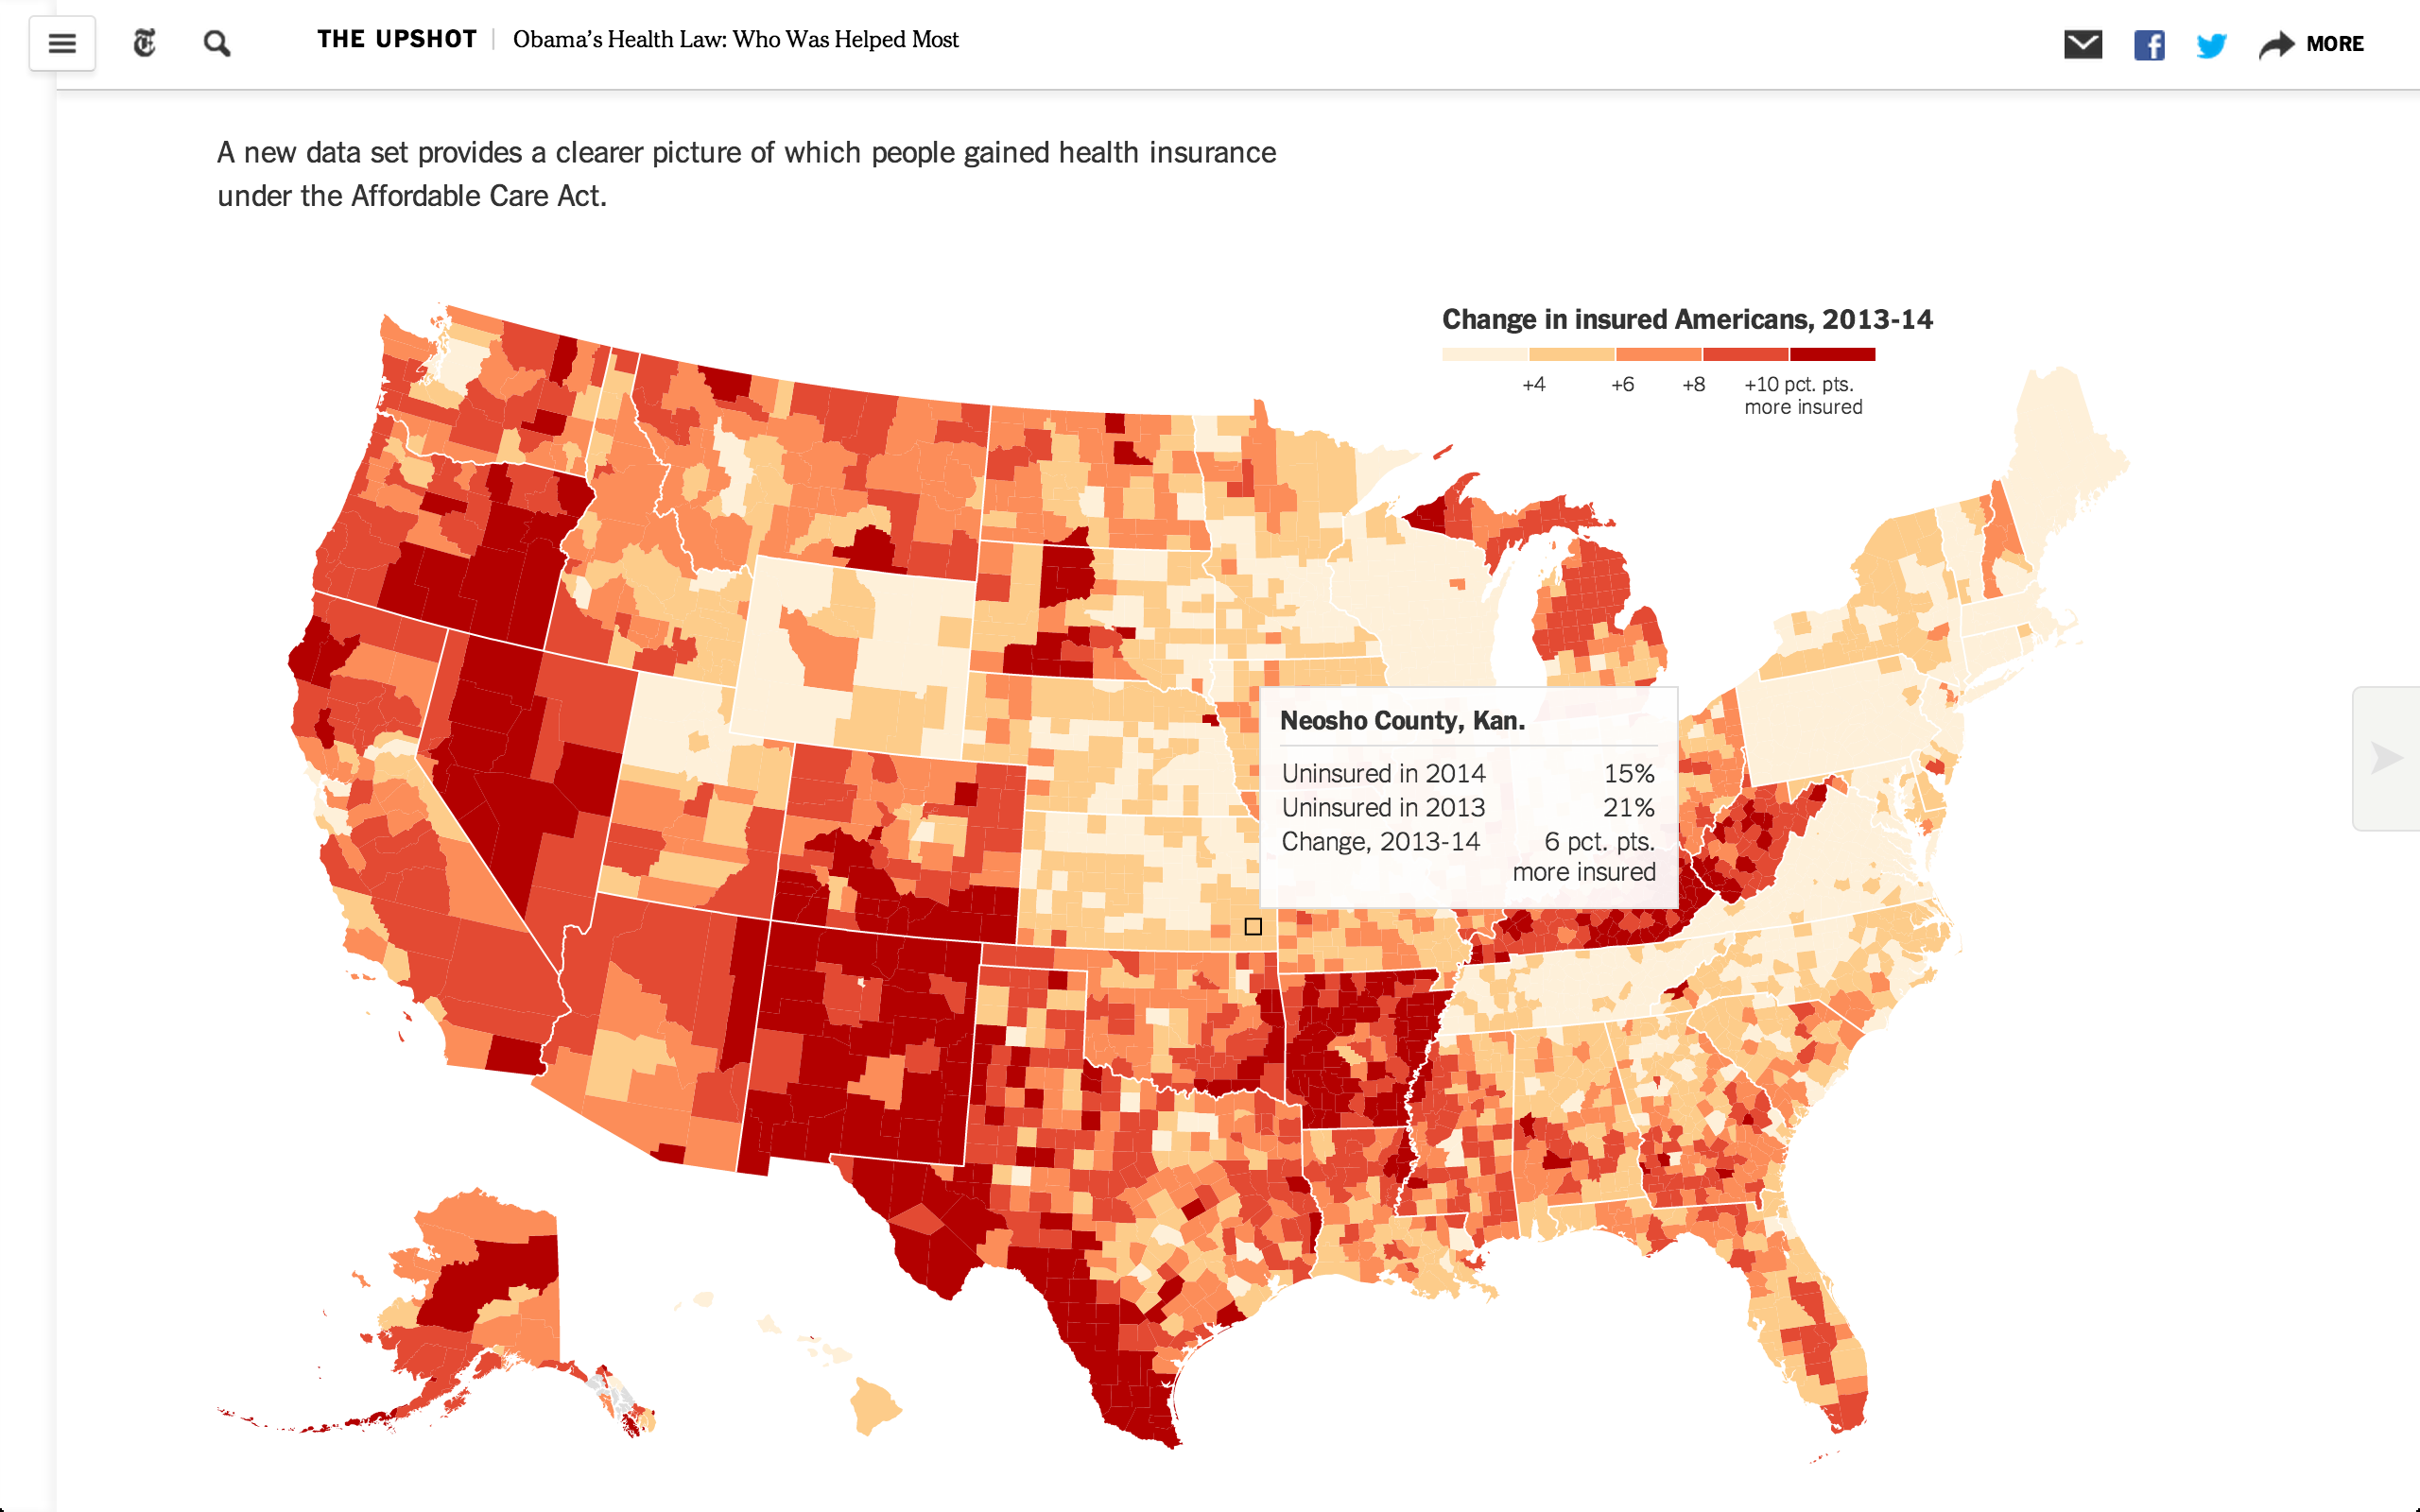 THE UPSHOT | Obama’s Health Law: Who Was Helped Most
MORE
A new data set provides a clearer picture of which people gained health insurance
under the Affordable Care Act.
Change in insured Americans, 2013-14
+4 +6 +8 +10 pct. pts.
more insured
Neosho County, Kan.
Uninsured in 2014 15%
Uninsured in 2013 21%
Change, 2013-14 6 pct. pts.
more insured